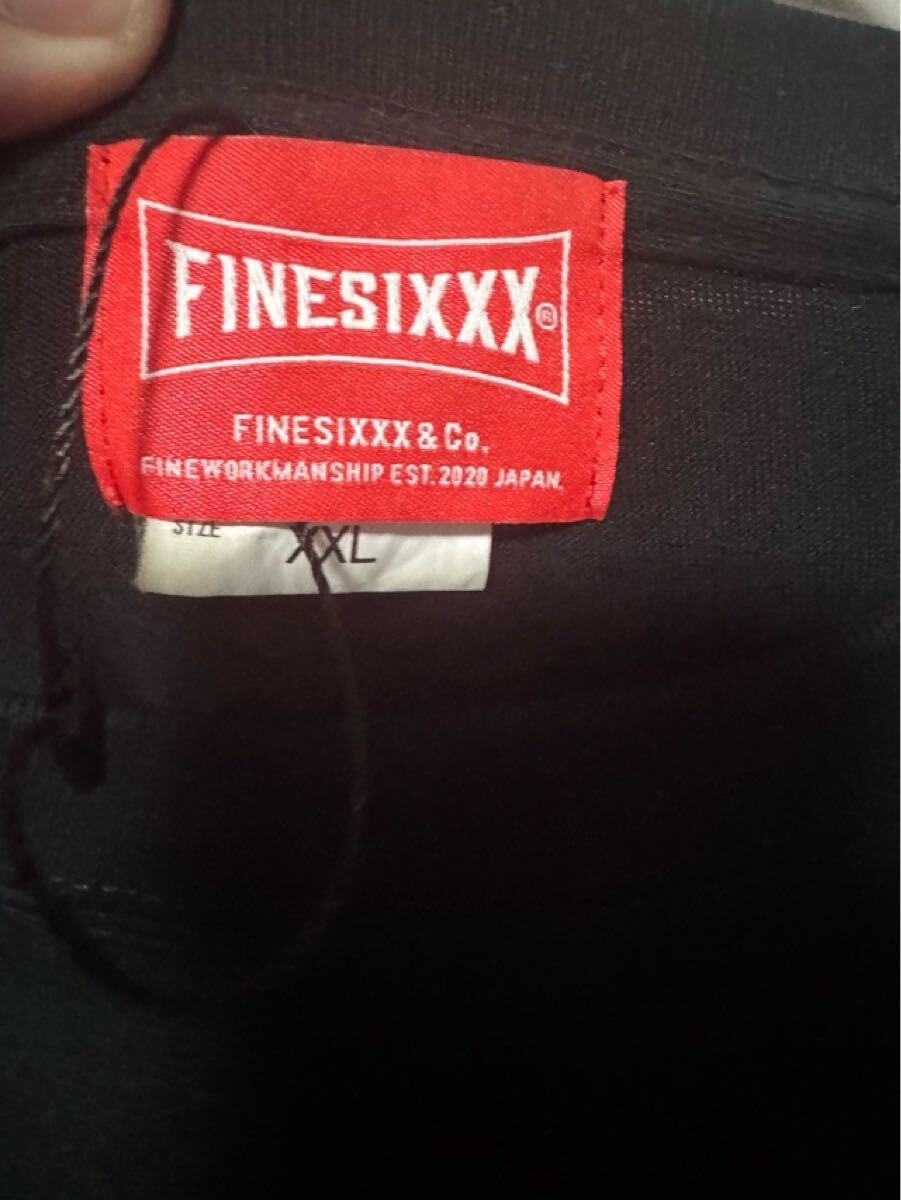 FINESIXXX®
FINESIXXX & Co.
FINEWORKMANSHIP EST. 2020 JAPAN.
SIZE XXL